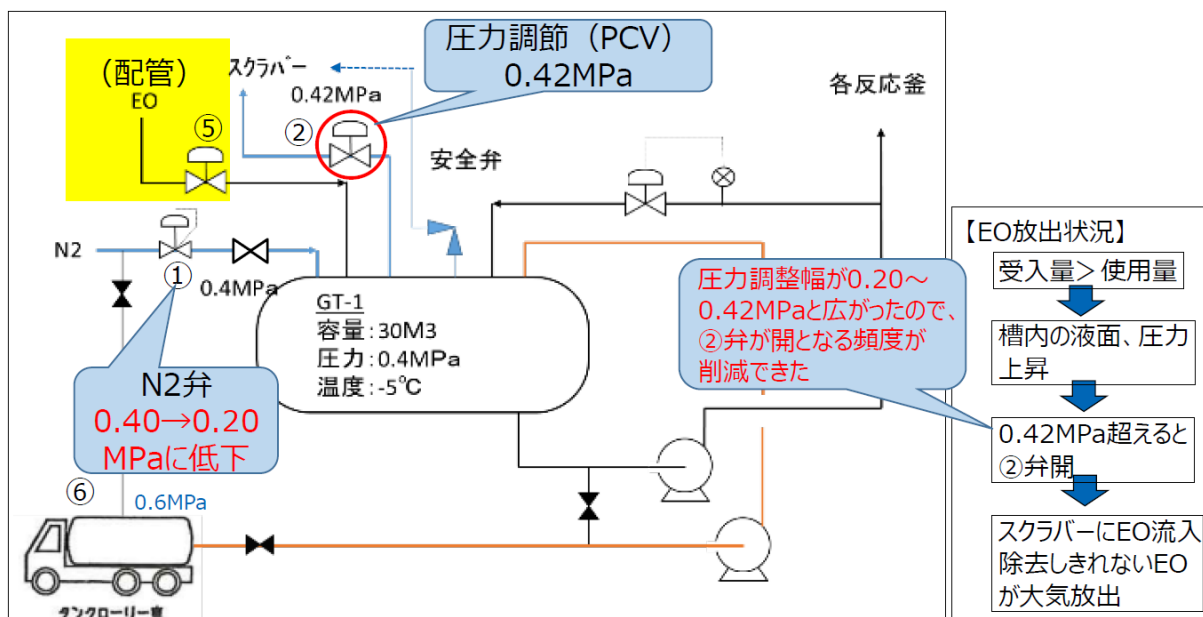 (配管)
EO
⑤
スクラバー
0.42MPa
②
圧力調節(PCV)
0.42MPa
安全弁
各反応釜
N2
①
0.4MPa
N2弁
0.40→0.20
MPaに低下
GT-1
容量:30M3
圧力:0.4MPa
温度:-5℃
圧力調整幅が0.20~
0.42MPaと広がったので、
②弁が開となる頻度が
削減できた
⑥
0.6MPa
タンクローリー車
【EO放出状況】
受入量>使用量
槽内の液面、圧力
上昇
0.42MPa超えると
②弁開
スクラバーにEO流入
除去しきれないEO
が大気放出